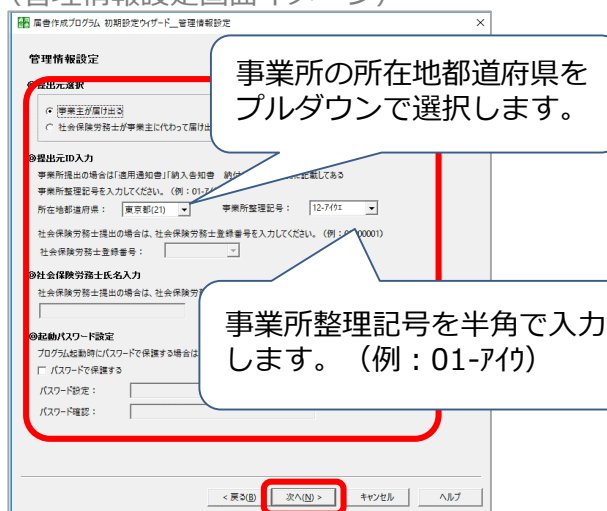 （管理情報設定画面イメージ）
届書作成プログラム 初期設定ウィザード__管理情報設定
管理情報設定
提出元選択
事業主が届け出る
社会保険労務士が事業主に代わって届け出
事業所の所在地都道府県を
プルダウンで選択します。
提出元ID入力
事業所提出の場合は「適用通知書」「納入告知書 納付 に記載してある
事業所整理記号を入力してください。（例：01-ｱｲ
所在地都道府県： 東京都(21) 事業所整理記号： 12-ｱｲｳｴ
社会保険労務士提出の場合は、社会保険労務士登録番号を入力してください。（例： 00001）
社会保険労務士登録番号：
社会保険労務士氏名入力
社会保険労務士提出の場合は、社会保険労務
事業所整理記号を半角で入力
します。（例：01-ｱｲｳ）
起動パスワード設定
プログラム起動時にパスワードで保護する場合は
パスワードで保護する
パスワード設定：
パスワード確認：
< 戻る(B) 次へ(N) > キャンセル ヘルプ